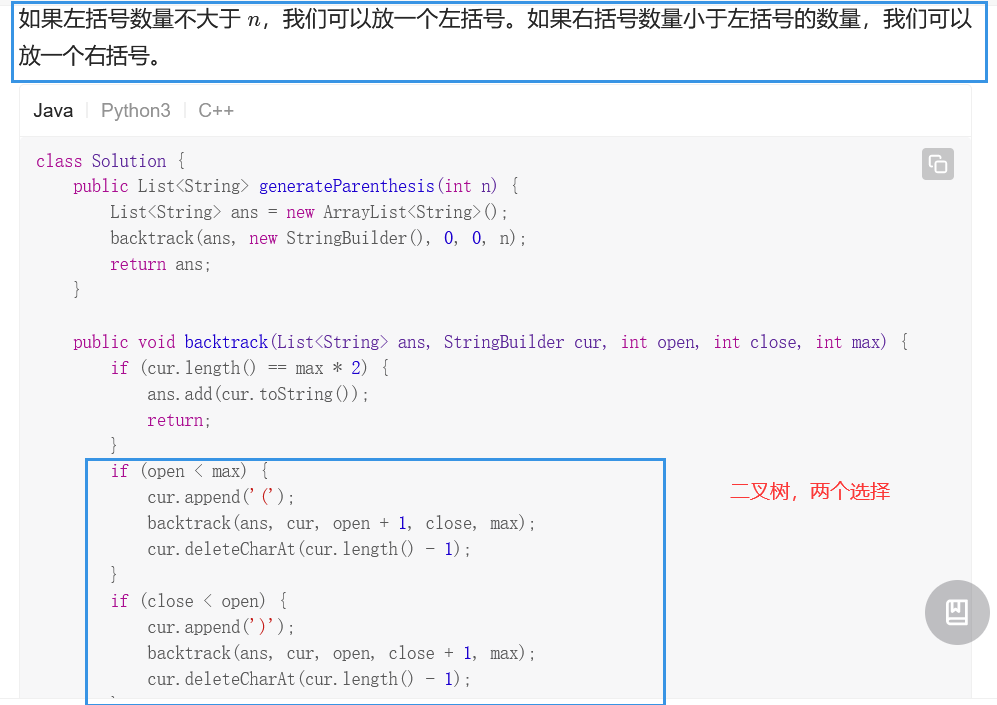 如果左括号数量不大于 n，我们可以放一个左括号。如果右括号数量小于左括号的数量，我们可以
放一个右括号。
Java | Python3 | C++
class Solution {
    public List<String> generateParenthesis(int n) {
        List<String> ans = new ArrayList<String>();
        backtrack(ans, new StringBuilder(), 0, 0, n);
        return ans;
    }
    public void backtrack(List<String> ans, StringBuilder cur, int open, int close, int max) {
        if (cur.length() == max * 2) {
            ans.add(cur.toString());
            return;
        }
        if (open < max) {
            cur.append('(');
二叉树，两个选择
            backtrack(ans, cur, open + 1, close, max);
            cur.deleteCharAt(cur.length() - 1);
        }
        if (close < open) {
            cur.append(')');
            backtrack(ans, cur, open, close + 1, max);
            cur.deleteCharAt(cur.length() - 1);